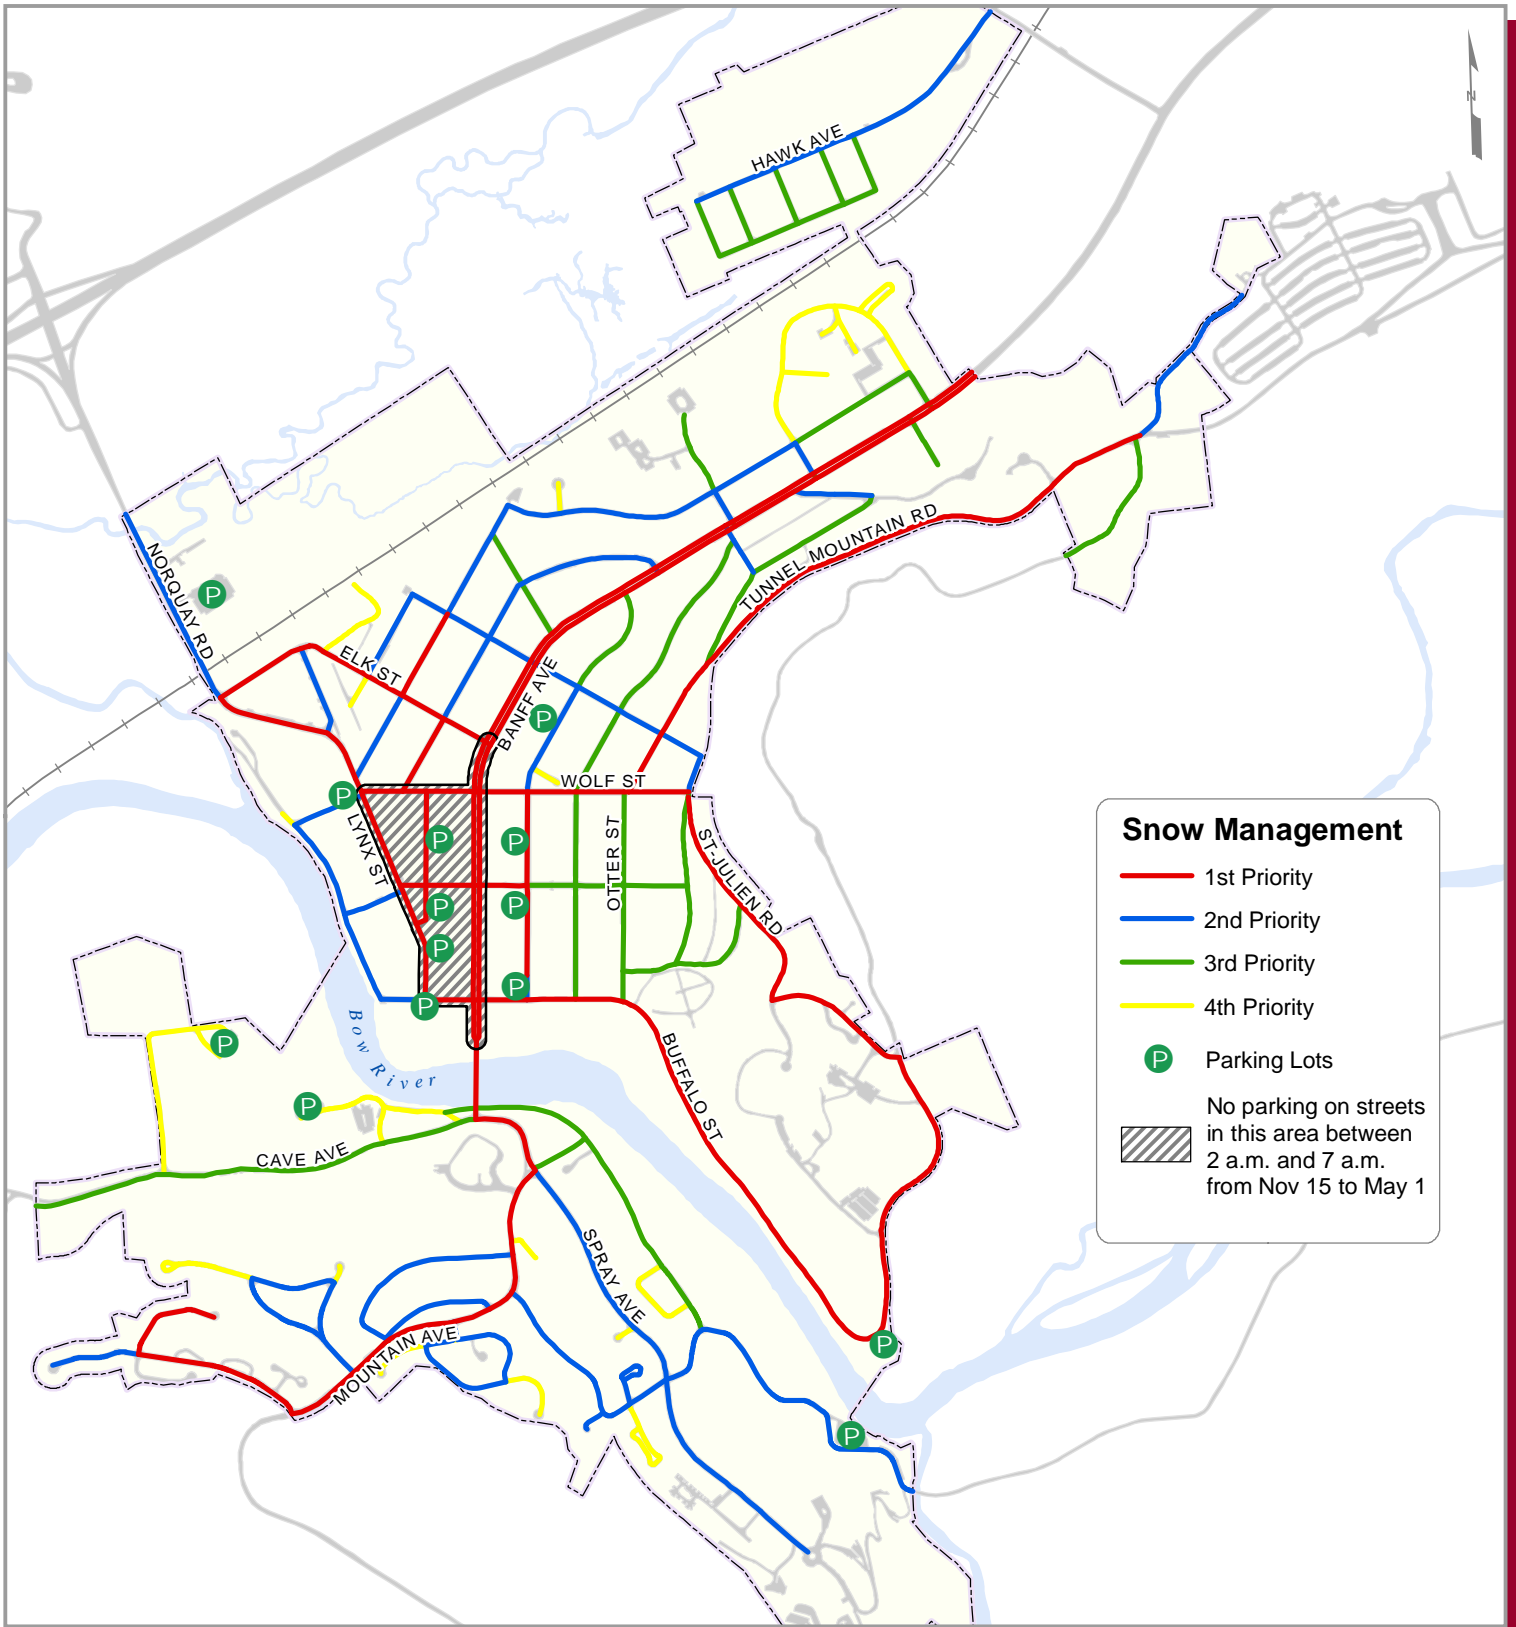 N
HAWK AVE
NORQUAY RD
P
TUNNEL MOUNTAIN RD
ELK ST
BANFF AVE
P
WOLF ST
P
LYNX ST
P
P
OTTER ST
ST-JULIEN RD
P
P
P
P
P
Bow River
BUFFALO ST
P
P
CAVE AVE
SPRAY AVE
MOUNTAIN AVE
P
P
Snow Management
1st Priority
2nd Priority
3rd Priority
4th Priority
P Parking Lots
No parking on streets
in this area between
2 a.m. and 7 a.m.
from Nov 15 to May 1